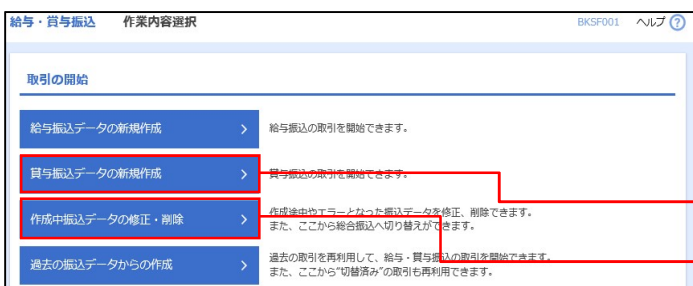 給与・賞与振込 作業内容選択 BKSF001 ヘルプ ?
取引の開始
給与振込データの新規作成 > 給与振込の取引を開始できます。
賞与振込データの新規作成 > 賞与振込の取引を開始できます。
作成中振込データの修正・削除 > 作成途中やエラーとなった振込データを修正、削除できます。
また、ここから総合振込へ切り替えができます。
過去の振込データからの作成 > 過去の取引を再利用して、給与・賞与振込の取引を開始できます。
また、ここから"切替済み"の取引も再利用できます。